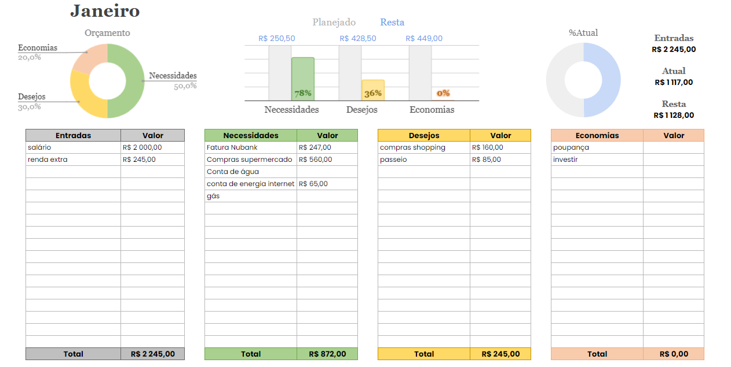 Janeiro
Orçamento
Economias
20,0%
Necessidades
50,0%
Desejos
30,0%
Planejado Resta
R$ 250,50 R$ 428,50 R$ 449,00
78% 36% 0%
Necessidades Desejos Economias
%Atual
Entradas
R$ 2 245,00
Atual
R$ 1 117,00
Resta
R$ 1 128,00
Entradas Valor
salário R$ 2 000,00
renda extra R$ 245,00
Total R$ 2 245,00
Necessidades Valor
Fatura Nubank R$ 247,00
Compras supermercado R$ 560,00
Conta de água
conta de energia internet R$ 65,00
gás
Total R$ 872,00
Desejos Valor
compras shopping R$ 160,00
passeio R$ 85,00
Total R$ 245,00
Economias Valor
poupança
investir
Total R$ 0,00